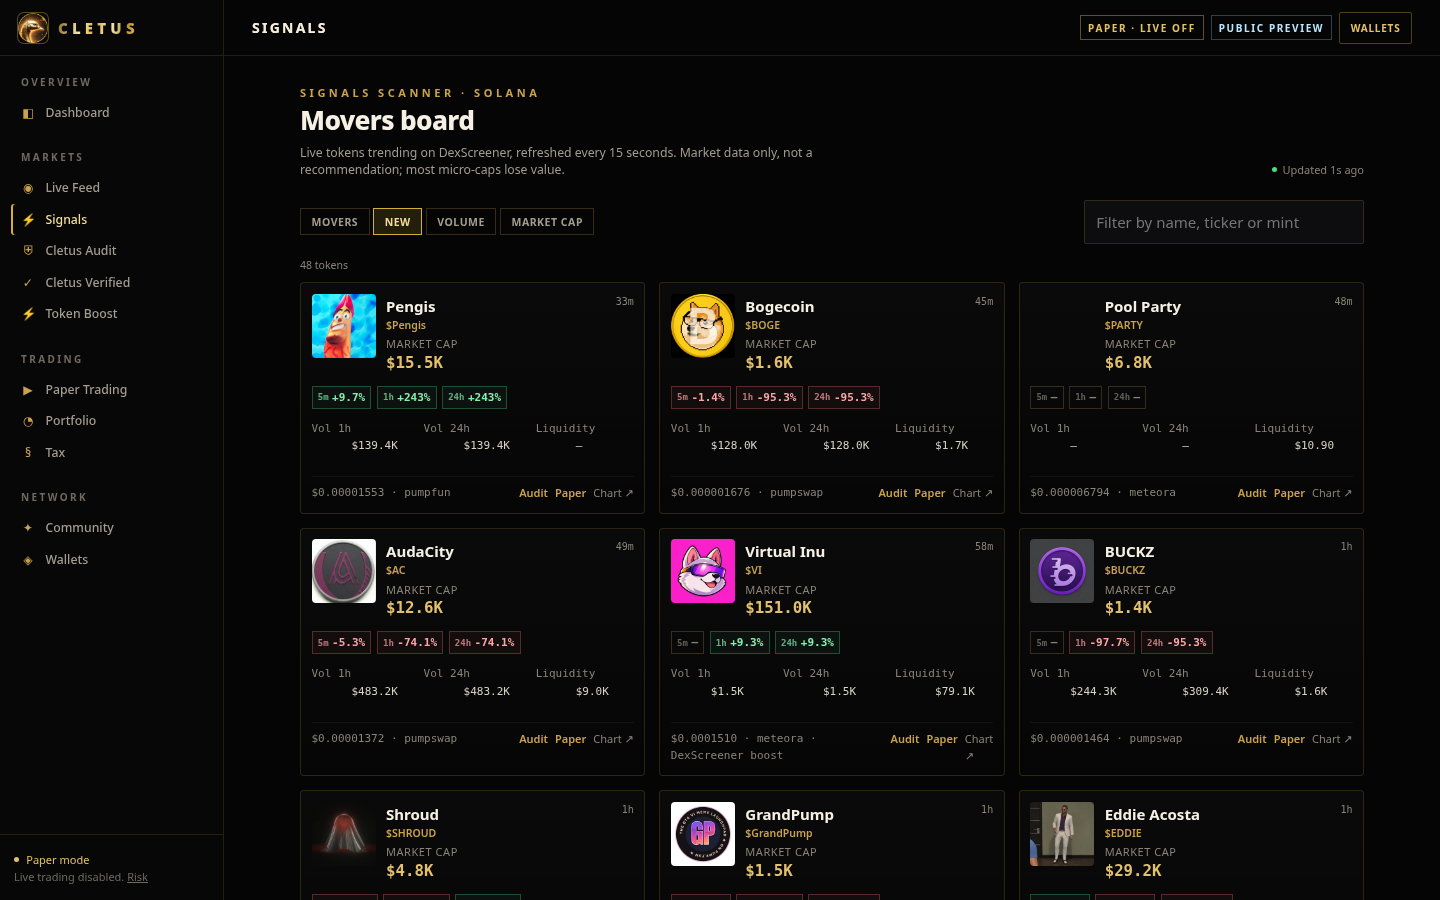 CLETUS
SIGNALS
PAPER · LIVE OFF
PUBLIC PREVIEW
WALLETS
OVERVIEW
Dashboard
MARKETS
Live Feed
Signals
Cletus Audit
Cletus Verified
Token Boost
TRADING
Paper Trading
Portfolio
§ Tax
NETWORK
Community
Wallets
Paper mode
Live trading disabled. Risk
SIGNALS SCANNER · SOLANA
Movers board
Live tokens trending on DexScreener, refreshed every 15 seconds. Market data only, not a
recommendation; most micro-caps lose value.
Updated 1s ago
MOVERS
NEW
VOLUME
MARKET CAP
Filter by name, ticker or mint
48 tokens
Pengis
33m
$Pengis
MARKET CAP
$15.5K
5m +9.7%
1h +243%
24h +243%
Vol 1h Vol 24h Liquidity
$139.4K $139.4K —
$0.00001553 · pumpfun
Audit Paper Chart ↗
Bogecoin
45m
$BOGE
MARKET CAP
$1.6K
5m -1.4%
1h -95.3%
24h -95.3%
Vol 1h Vol 24h Liquidity
$128.0K $128.0K $1.7K
$0.000001676 · pumpswap
Audit Paper Chart ↗
Pool Party
48m
$PARTY
MARKET CAP
$6.8K
5m —
1h —
24h —
Vol 1h Vol 24h Liquidity
— — $10.90
$0.000006794 · meteora
Audit Paper Chart ↗
AudaCity
49m
$AC
MARKET CAP
$12.6K
5m -5.3%
1h -74.1%
24h -74.1%
Vol 1h Vol 24h Liquidity
$483.2K $483.2K $9.0K
$0.00001372 · pumpswap
Audit Paper Chart ↗
Virtual Inu
58m
$VI
MARKET CAP
$151.0K
5m —
1h +9.3%
24h +9.3%
Vol 1h Vol 24h Liquidity
$1.5K $1.5K $79.1K
$0.0001510 · meteora ·
DexScreener boost
Audit Paper Chart
↗
BUCKZ
1h
$BUCKZ
MARKET CAP
$1.4K
5m —
1h -97.7%
24h -95.3%
Vol 1h Vol 24h Liquidity
$244.3K $309.4K $1.6K
$0.000001464 · pumpswap
Audit Paper Chart ↗
Shroud
1h
$SHROUD
MARKET CAP
$4.8K
GP
GrandPump
1h
$GrandPump
MARKET CAP
$1.5K
Eddie Acosta
1h
$EDDIE
MARKET CAP
$29.2K